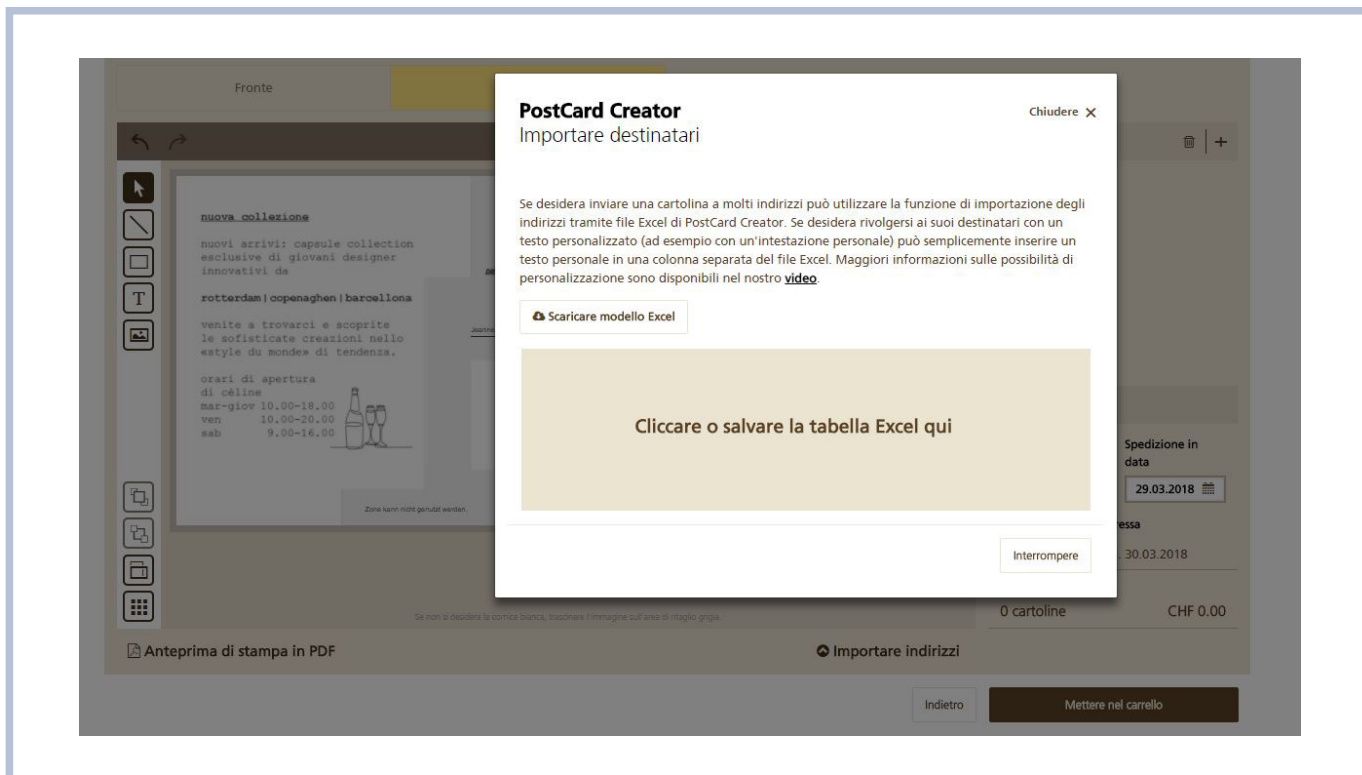 Fronte
PostCard Creator
Chiudere
Importare destinatari
Se desidera inviare una cartolina a molti indirizzi può utilizzare la funzione di importazione degli
indirizzi tramite file Excel di PostCard Creator. Se desidera rivolgersi ai suoi destinatari con un
testo personalizzato (ad esempio con un'intestazione personale) può semplicemente inserire un
testo personale in una colonna separata del file Excel. Maggiori informazioni sulle possibilità di
personalizzazione sono disponibili nel nostro video.
Scaricare modello Excel
Cliccare o salvare la tabella Excel qui
Interrompere
nuova collezione
nuovi arrivi: capsule collection
esclusive di giovani designer
innovativi da
rotterdam|copenaghen|barcellona
venite a trovarci e scoprite
le sofisticate creazioni nello
«style du monde» di tendenza.
orari di apertura
di cèline
mar-giov 10.00-18.00
ven 10.00-20.00
sab 9.00-16.00
Zone kann nicht genutzt werden.
Spedizione in
data
29.03.2018
30.03.2018
0 cartoline CHF 0.00
Se non si desidera la cornice bianca, trascinare l'immagine sull'area di ritaglio grigia.
Anteprima di stampa in PDF
Importare indirizzi
Indietro
Mettere nel carrello